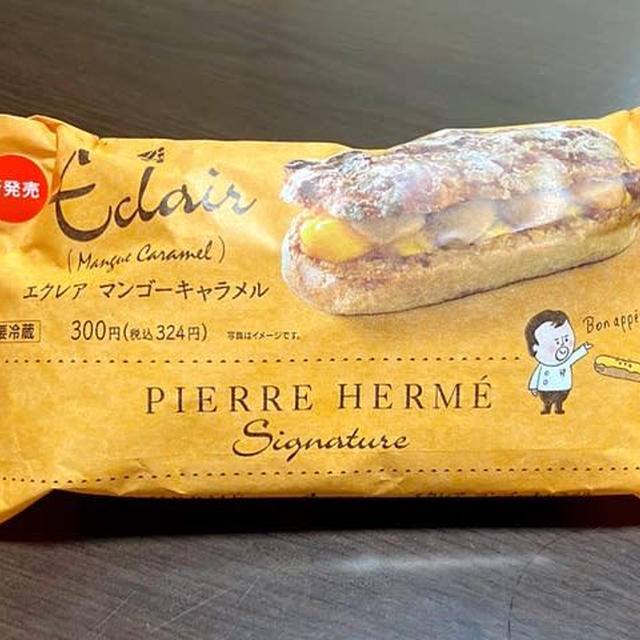 発売
Eclair
(Mangue Caramel)
エクレア マンゴーキャラメル
要冷蔵 300円(税込324円) 写真はイメージです。
Bon appé
PIERRE HERMÉ
Signature